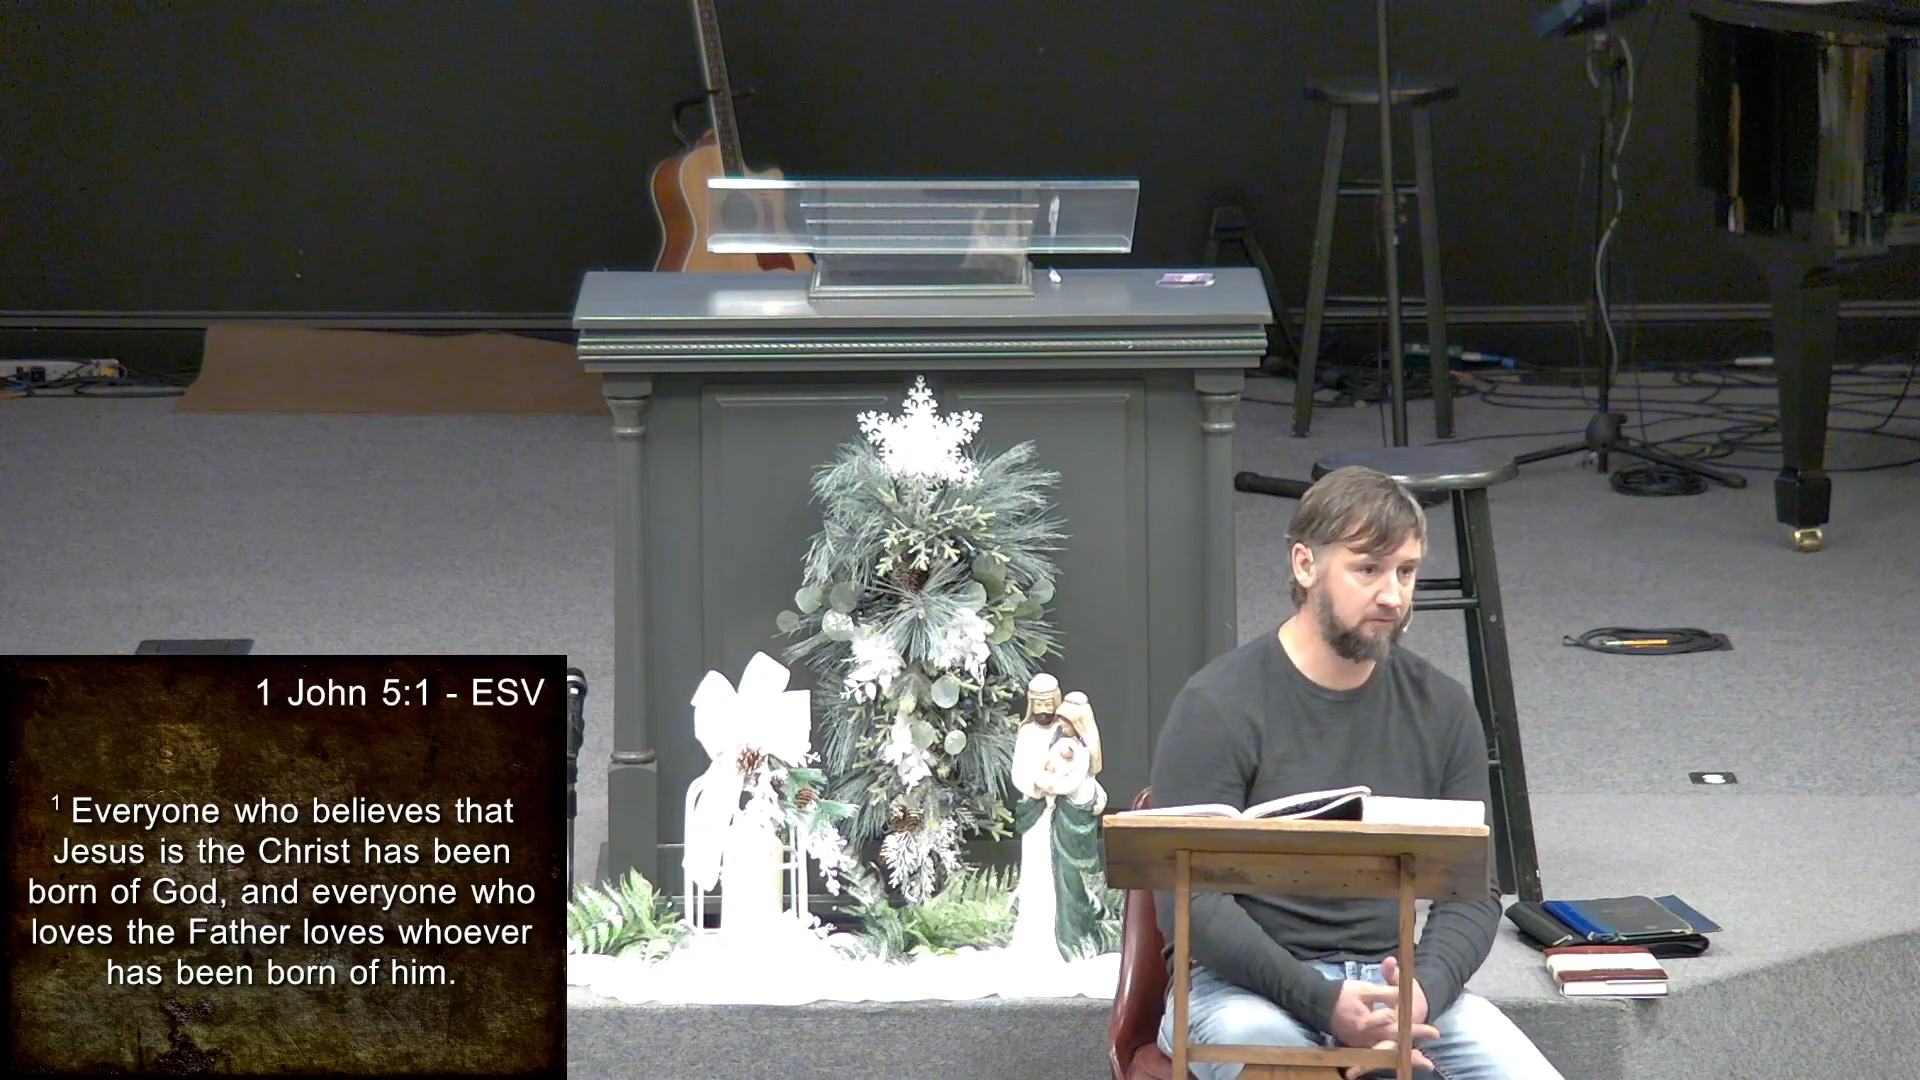 1 John 5:1 - ESV
1 Everyone who believes that
Jesus is the Christ has been
born of God, and everyone who
loves the Father loves whoever
has been born of him.